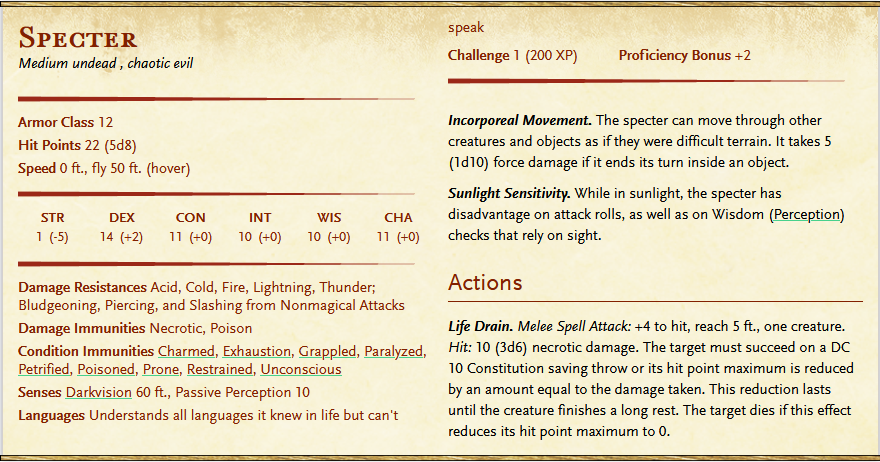 Specter
Medium undead , chaotic evil
Armor Class 12
Hit Points 22 (5d8)
Speed 0 ft., fly 50 ft. (hover)
STR DEX CON INT WIS CHA
1 (-5) 14 (+2) 11 (+0) 10 (+0) 10 (+0) 11 (+0)
Damage Resistances Acid, Cold, Fire, Lightning, Thunder;
Bludgeoning, Piercing, and Slashing from Nonmagical Attacks
Damage Immunities Necrotic, Poison
Condition Immunities Charmed, Exhaustion, Grappled, Paralyzed,
Petrified, Poisoned, Prone, Restrained, Unconscious
Senses Darkvision 60 ft., Passive Perception 10
Languages Understands all languages it knew in life but can't
speak
Challenge 1 (200 XP) Proficiency Bonus +2
Incorporeal Movement. The specter can move through other
creatures and objects as if they were difficult terrain. It takes 5
(1d10) force damage if it ends its turn inside an object.
Sunlight Sensitivity. While in sunlight, the specter has
disadvantage on attack rolls, as well as on Wisdom (Perception)
checks that rely on sight.
Actions
Life Drain. Melee Spell Attack: +4 to hit, reach 5 ft., one creature.
Hit: 10 (3d6) necrotic damage. The target must succeed on a DC
10 Constitution saving throw or its hit point maximum is reduced
by an amount equal to the damage taken. This reduction lasts
until the creature finishes a long rest. The target dies if this effect
reduces its hit point maximum to 0.